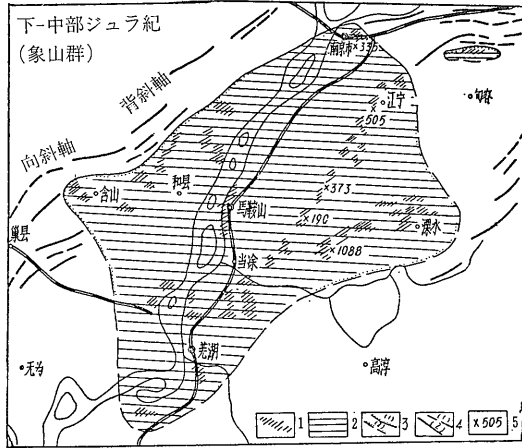 下-中部ジュラ紀
(象山群)
背斜軸
向斜軸
南京市
×335
江宁
×
505
句容
含山
和县
×373
巢县
马鞍山
×190
溧水
当涂
×1088
无为
芜湖
高淳
1
2
3
4
×505
5